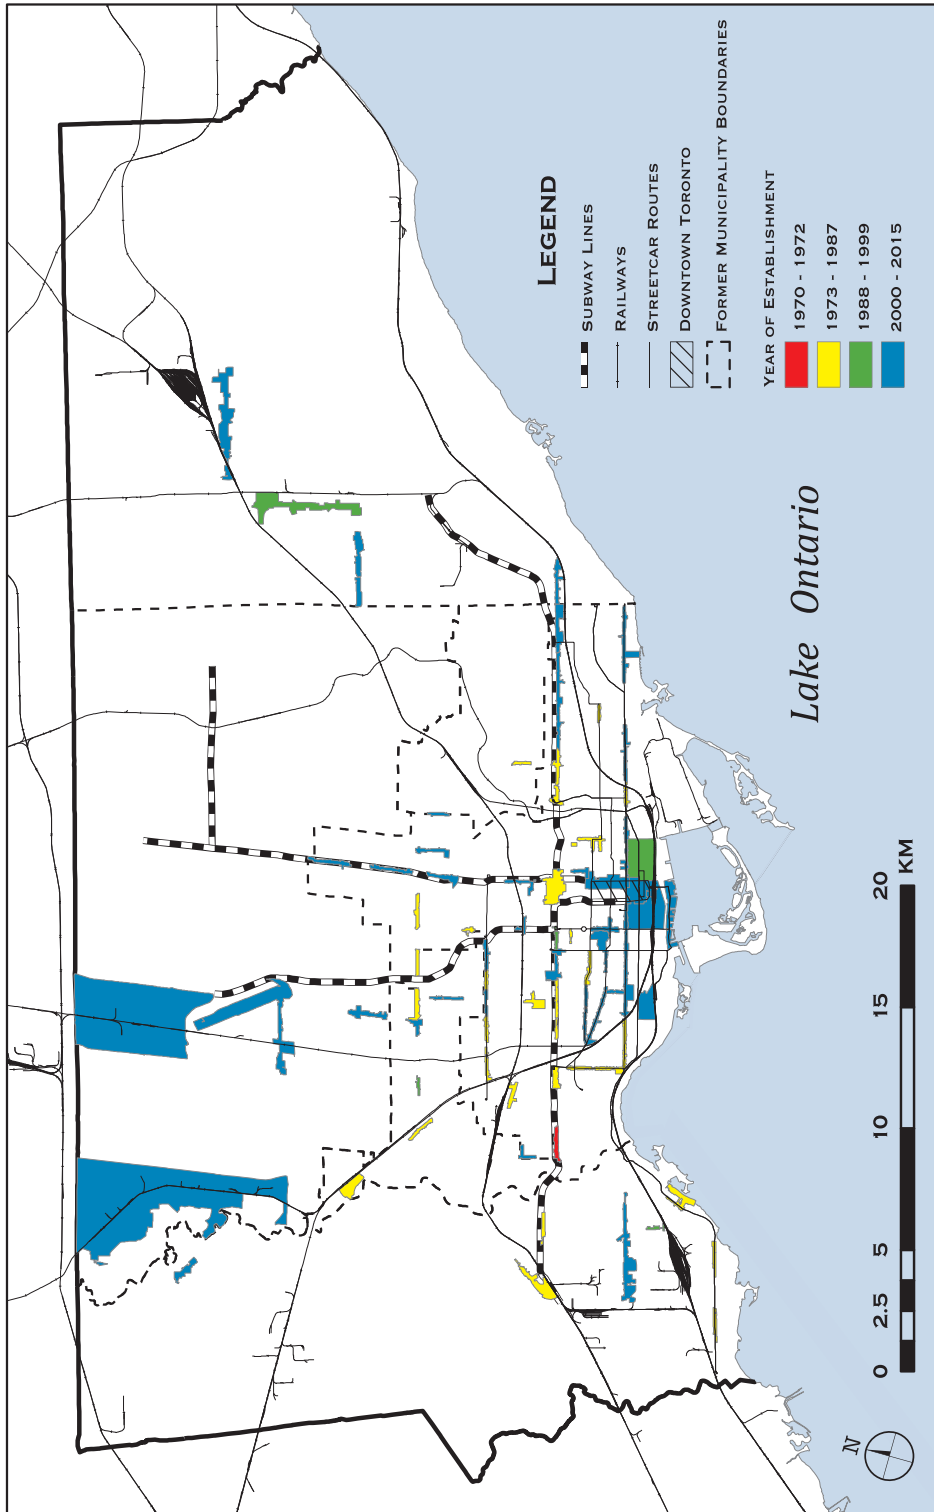 LEGEND
SUBWAY LINES
RAILWAYS
STREETCAR ROUTES
DOWNTOWN TORONTO
FORMER MUNICIPALITY BOUNDARIES
YEAR OF ESTABLISHMENT
1970 - 1972
1973 - 1987
1988 - 1999
2000 - 2015
Lake Ontario
0 2.5 5 10 15 20 KM
N